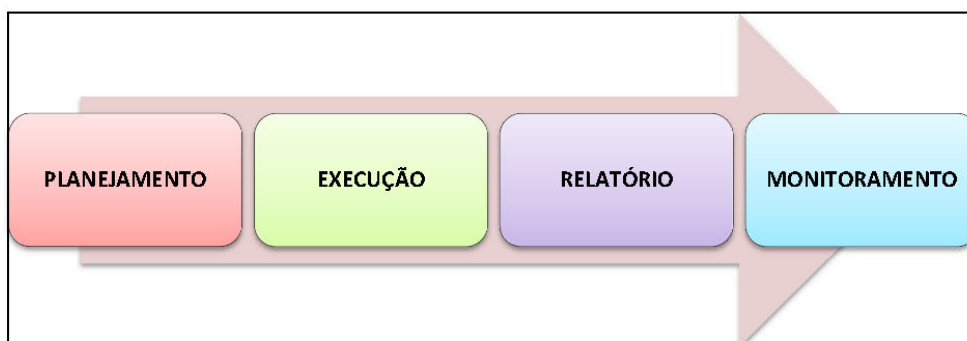 PLANEJAMENTO
EXECUÇÃO
RELATÓRIO
MONITORAMENTO